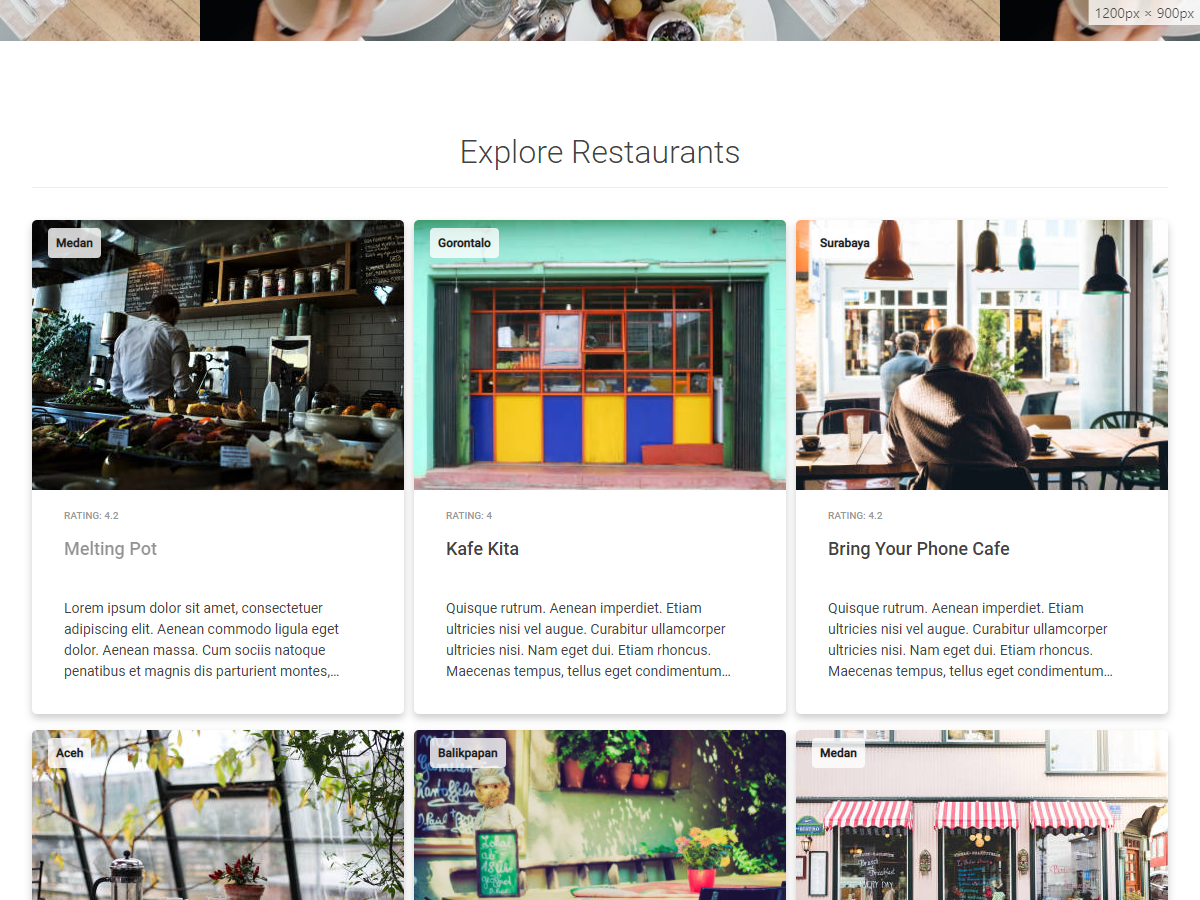 1200px × 900px
Explore Restaurants
Medan
Gorontalo
Surabaya
RATING: 4.2
RATING: 4
RATING: 4.2
Melting Pot
Kafe Kita
Bring Your Phone Cafe
Lorem ipsum dolor sit amet, consectetuer
adipiscing elit. Aenean commodo ligula eget
dolor. Aenean massa. Cum sociis natoque
penatibus et magnis dis parturient montes,...
Quisque rutrum. Aenean imperdiet. Etiam
ultricies nisi vel augue. Curabitur ullamcorper
ultricies nisi. Nam eget dui. Etiam rhoncus.
Maecenas tempus, tellus eget condimentum...
Quisque rutrum. Aenean imperdiet. Etiam
ultricies nisi vel augue. Curabitur ullamcorper
ultricies nisi. Nam eget dui. Etiam rhoncus.
Maecenas tempus, tellus eget condimentum...
Aceh
Balikpapan
Medan
BISTRO